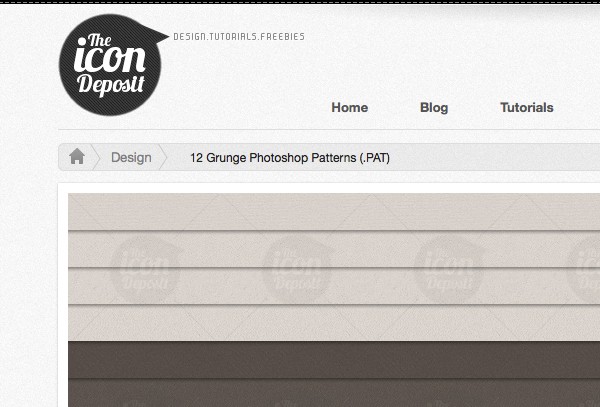 The
icon
Deposit
DESIGN.TUTORIALS.FREEBIES
Home Blog Tutorials
Design 12 Grunge Photoshop Patterns (.PAT)
The The The The
icon icon icon icon
Deposit Deposit Deposit